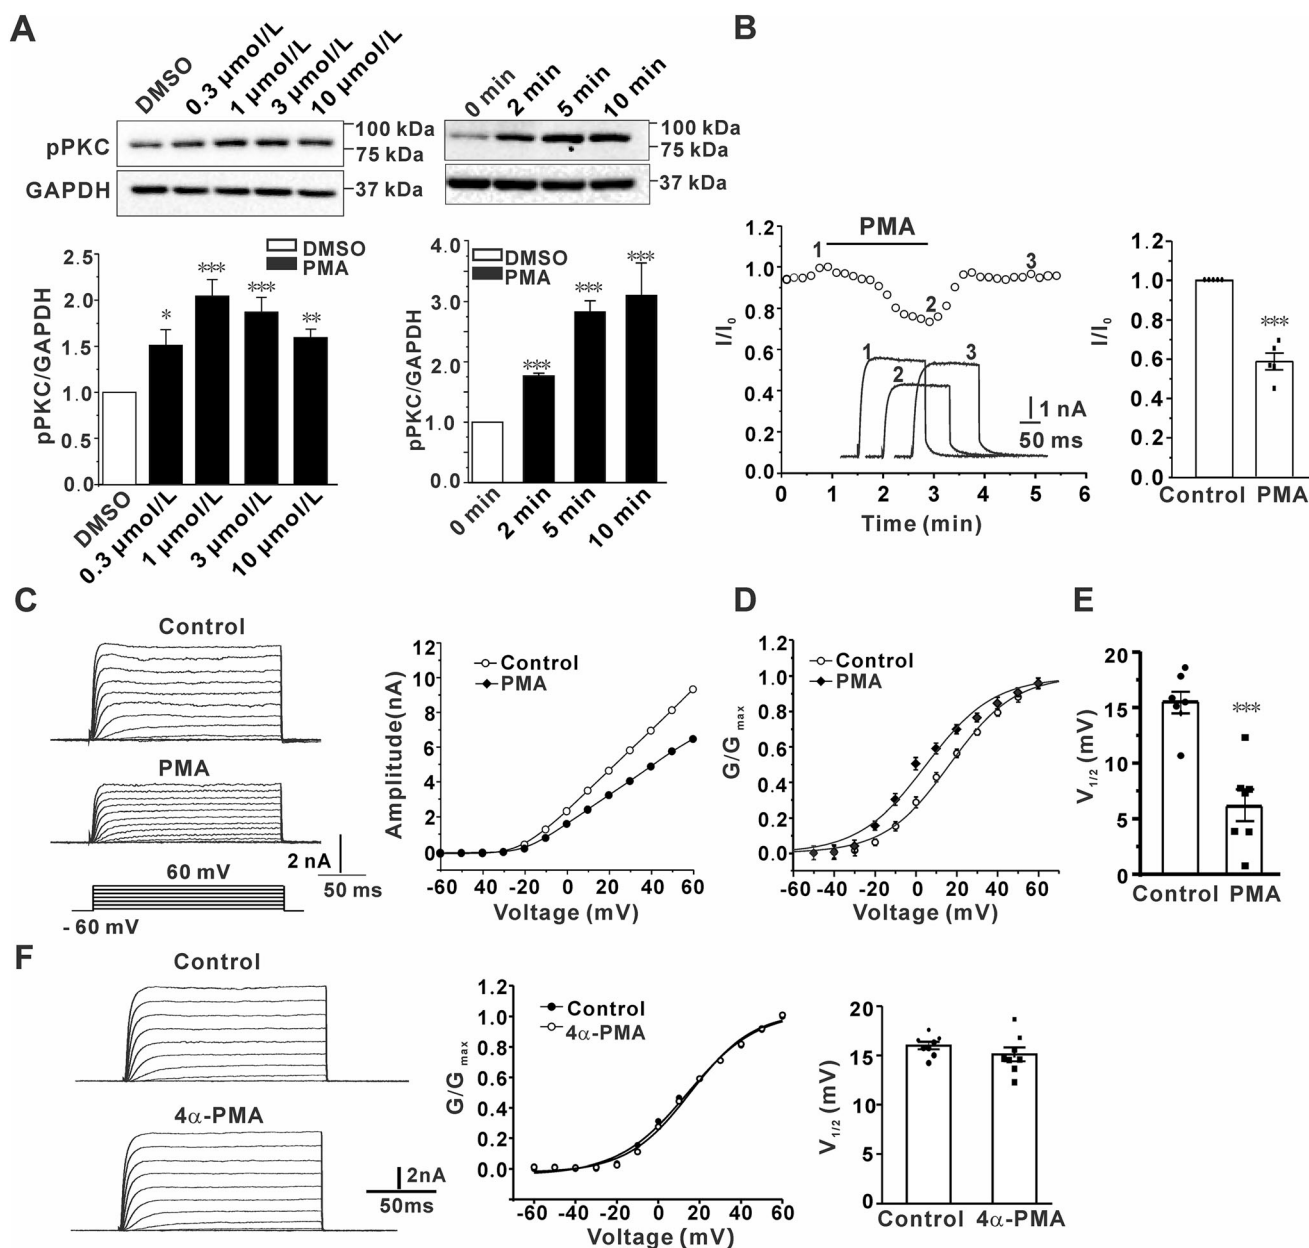 A
DMSO
0.3 µmol/L
1 µmol/L
3 µmol/L
10 µmol/L
pPKC
100 kDa
75 kDa
GAPDH
37 kDa
0 min
2 min
5 min
10 min
100 kDa
75 kDa
37 kDa
DMSO
PMA
2.5
2.0
1.5
1.0
0.5
0.0
pPKC/GAPDH
*
***
***
**
DMSO
0.3 µmol/L
1 µmol/L
3 µmol/L
10 µmol/L
DMSO
PMA
4.0
3.0
2.0
1.0
0.0
pPKC/GAPDH
***
***
***
0 min
2 min
5 min
10 min
B
PMA
1.2
1.0
0.8
0.6
0.4
0.2
0.0
I/I0
1
2
3
1
2
3
1 nA
50 ms
0 1 2 3 4 5 6
Time (min)
1.2
1.0
0.8
0.6
0.4
0.2
0.0
I/I0
***
Control PMA
C
Control
PMA
2 nA
50 ms
60 mV
- 60 mV
12
10
8
6
4
2
0
Amplitude(nA)
Control
PMA
-60 -40 -20 0 20 40 60
Voltage (mV)
D
1.2
1.0
0.8
0.6
0.4
0.2
0.0
G/Gmax
Control
PMA
-60 -40 -20 0 20 40 60
Voltage (mV)
E
20
15
10
5
0
V1/2 (mV)
***
Control PMA
F
Control
4α-PMA
2nA
50ms
1.2
1.0
0.8
0.6
0.4
0.2
0.0
G/Gmax
Control
4α-PMA
-60 -40 -20 0 20 40 60
Voltage (mV)
20
15
10
5
0
V1/2 (mV)
Control 4α-PMA